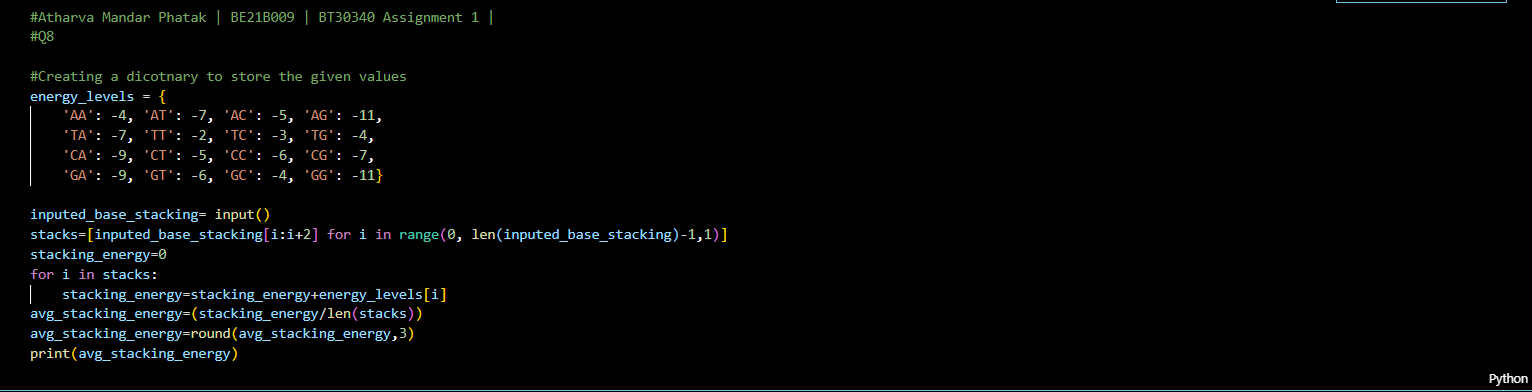 #Atharva Mandar Phatak | BE21B009 | BT30340 Assignment 1 |
#Q8
#Creating a dicotnary to store the given values
energy_levels = {
    'AA': -4, 'AT': -7, 'AC': -5, 'AG': -11,
    'TA': -7, 'TT': -2, 'TC': -3, 'TG': -4,
    'CA': -9, 'CT': -5, 'CC': -6, 'CG': -7,
    'GA': -9, 'GT': -6, 'GC': -4, 'GG': -11}
inputed_base_stacking= input()
stacks=[inputed_base_stacking[i:i+2] for i in range(0, len(inputed_base_stacking)-1,1)]
stacking_energy=0
for i in stacks:
    stacking_energy=stacking_energy+energy_levels[i]
avg_stacking_energy=(stacking_energy/len(stacks))
avg_stacking_energy=round(avg_stacking_energy,3)
print(avg_stacking_energy)
Python